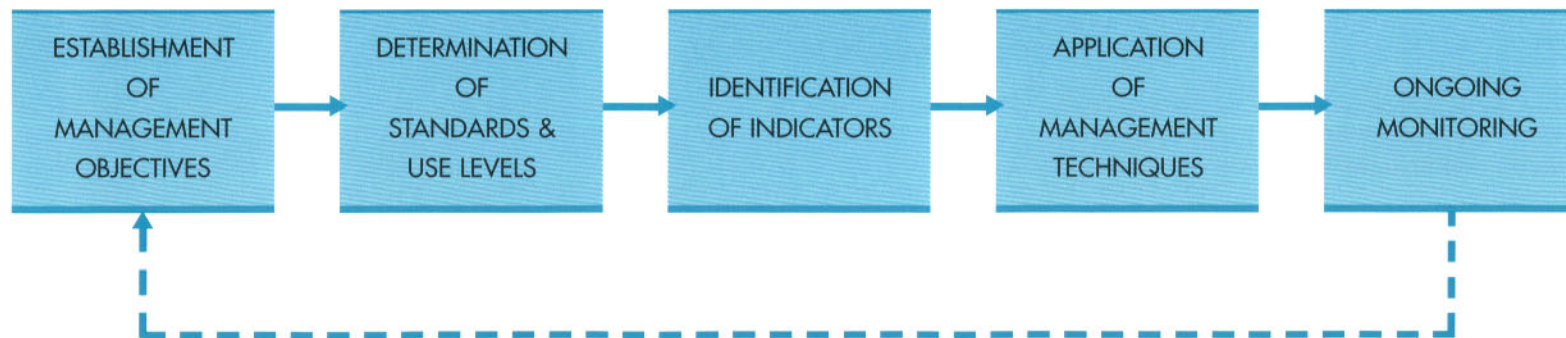 ESTABLISHMENT
OF
MANAGEMENT
OBJECTIVES
DETERMINATION
OF
STANDARDS &
USE LEVELS
IDENTIFICATION
OF INDICATORS
APPLICATION
OF
MANAGEMENT
TECHNIQUES
ONGOING
MONITORING